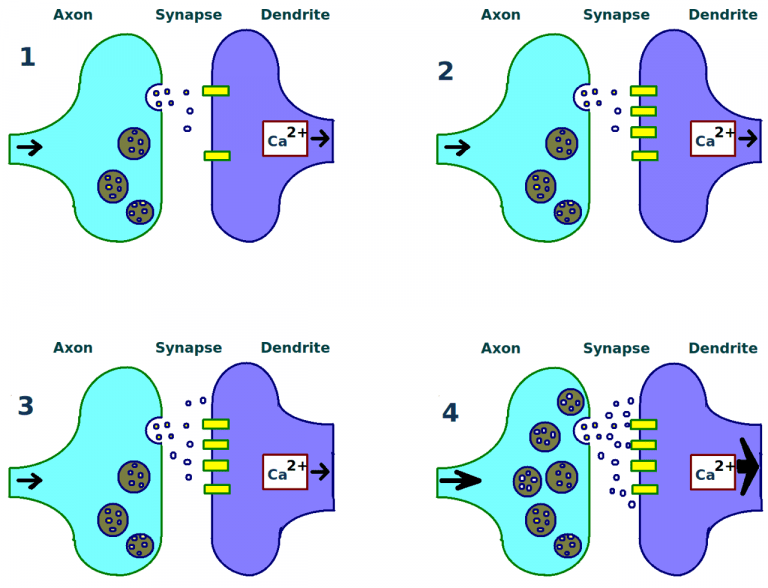 Axon Synapse Dendrite
1
Ca2+
Axon Synapse Dendrite
2
Ca2+
Axon Synapse Dendrite
3
Ca2+
Axon Synapse Dendrite
4
Ca2+